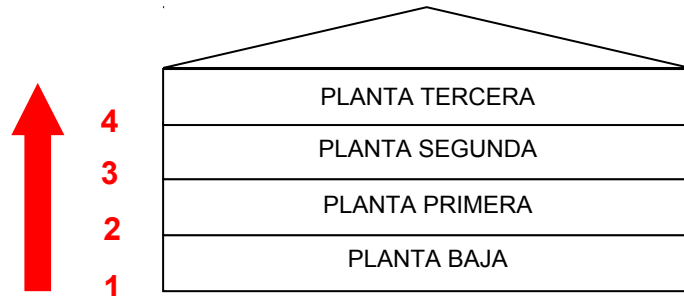 PLANTA TERCERA
4
PLANTA SEGUNDA
3
PLANTA PRIMERA
2
PLANTA BAJA
1